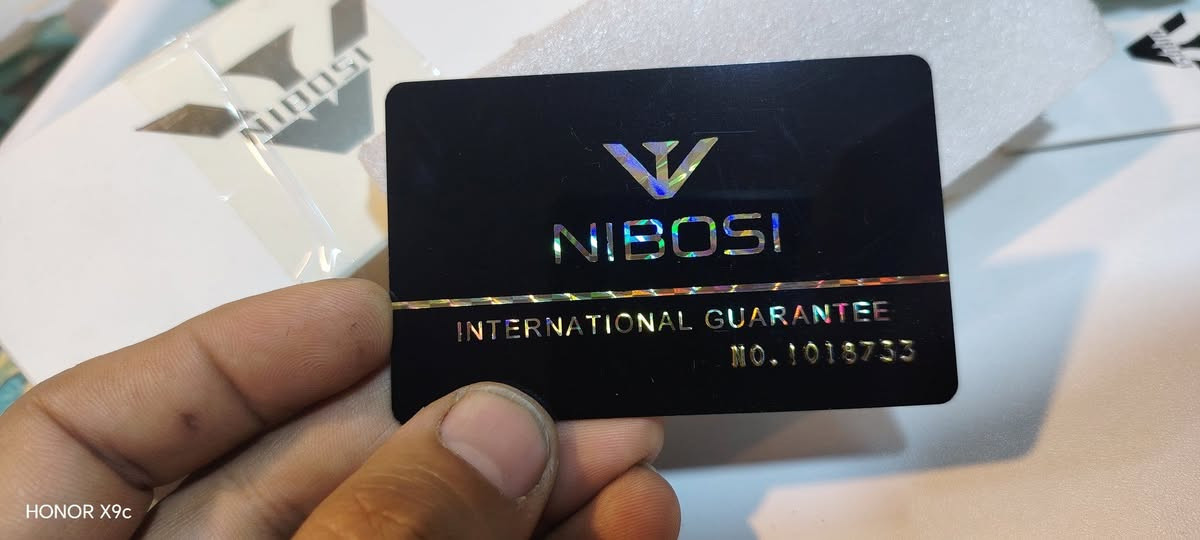 NIBOSI
NIBOSI
INTERNATIONAL GUARANTEE
NO.1018733
HONOR X9c